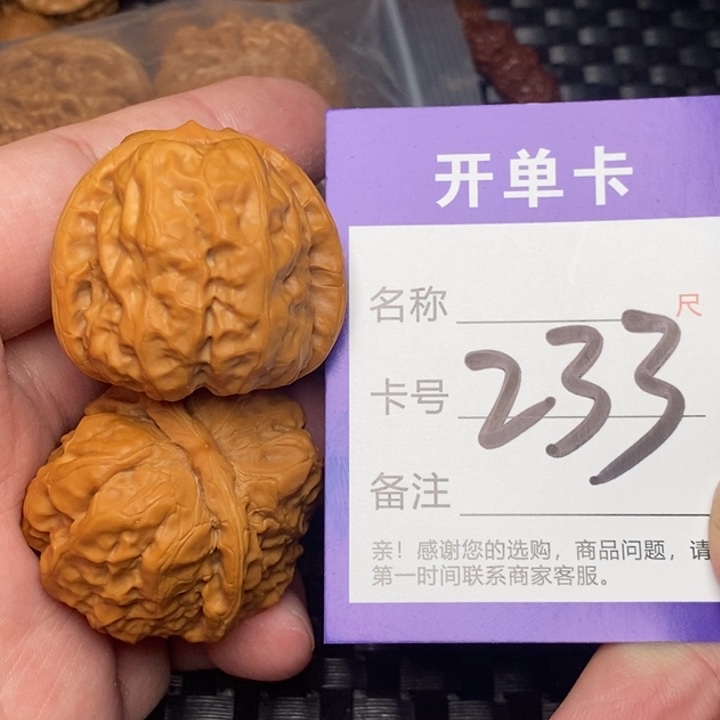 开单卡
名称 尺
卡号 233
备注
亲！感谢您的选购，商品问题，请
第一时间联系商家客服。